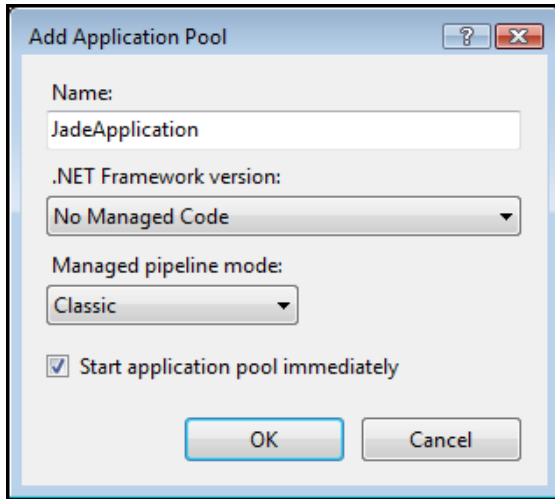 Add Application Pool
?
Name:
JadeApplication
.NET Framework version:
No Managed Code
Managed pipeline mode:
Classic
Start application pool immediately
OK Cancel